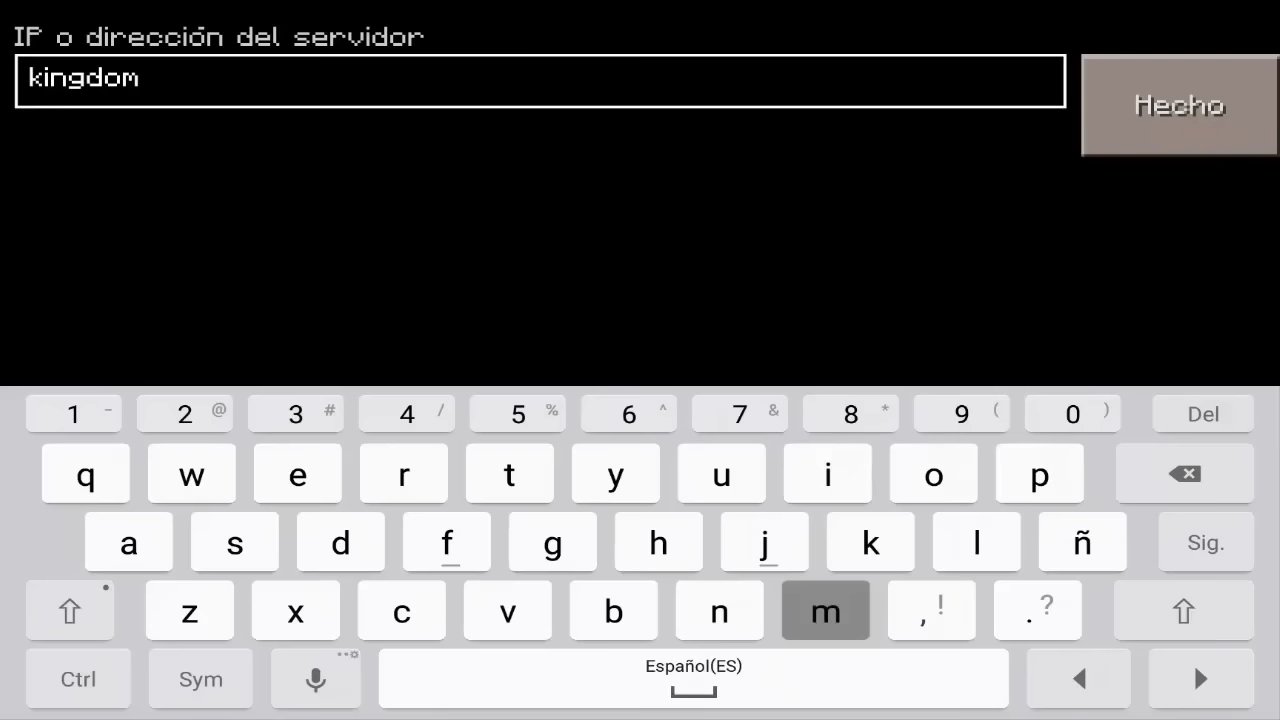 IP o dirección del servidor
kingdom
Hecho
1 - 2 @ 3 # 4 / 5 % 6 ^ 7 & 8 * 9 ( 0 ) Del
q w e r t y u i o p
a s d f g h j k l ñ Sig.
z x c v b n m , ! . ?
Ctrl Sym Español(ES)